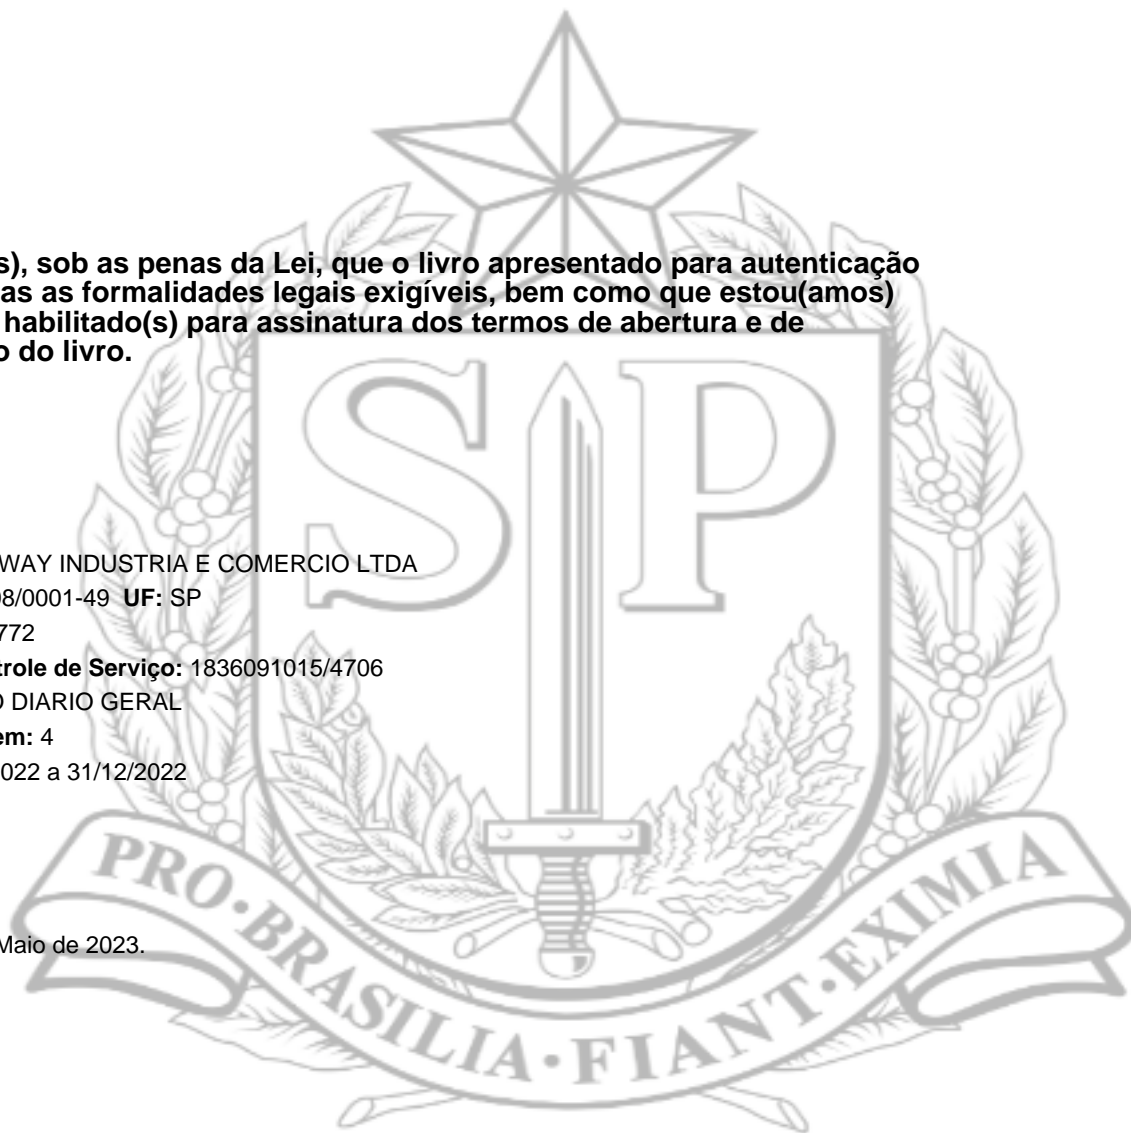 s), sob as penas da Lei, que o livro apresentado para autenticação
as as formalidades legais exigíveis, bem como que estou(amos)
habilitado(s) para assinatura dos termos de abertura e de
o do livro.
SP
WAY INDUSTRIA E COMERCIO LTDA
08/0001-49 UF: SP
772
trole de Serviço: 1836091015/4706
O DIARIO GERAL
em: 4
022 a 31/12/2022
Maio de 2023.
PRO·BRASILIA·FIANT·EXIMIA